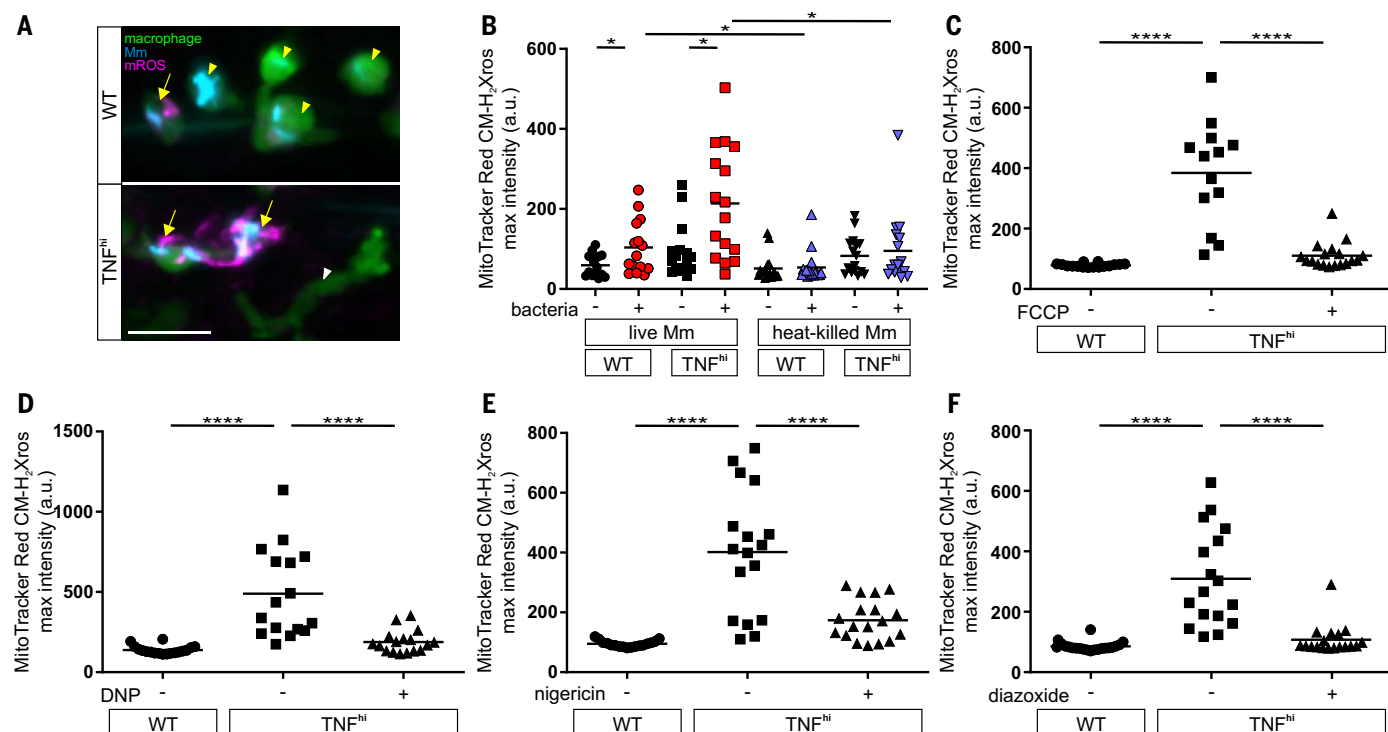 A
macrophage
Mm
mROS
WT
TNFhi
B
MitoTracker Red CM-H2Xros
max intensity (a.u.)
600
400
200
0
*
*
*
*
bacteria
- + - + - + - +
live Mm heat-killed Mm
WT TNFhi WT TNFhi
C
MitoTracker Red CM-H2Xros
max intensity (a.u.)
800
600
400
200
0
**** ****
FCCP - - +
WT TNFhi
D
MitoTracker Red CM-H2Xros
max intensity (a.u.)
1500
1000
500
0
**** ****
DNP - - +
WT TNFhi
E
MitoTracker Red CM-H2Xros
max intensity (a.u.)
800
600
400
200
0
**** ****
nigericin - - +
WT TNFhi
F
MitoTracker Red CM-H2Xros
max intensity (a.u.)
800
600
400
200
0
**** ****
diazoxide - - +
WT TNFhi